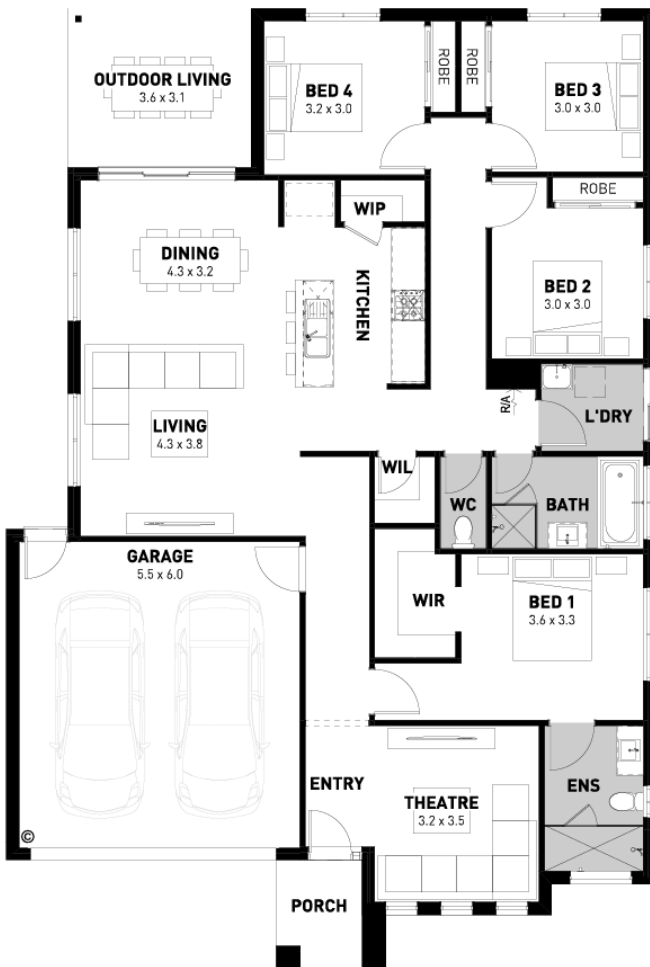 OUTDOOR LIVING
3.6 x 3.1
BED 4
3.2 x 3.0
ROBE
ROBE
BED 3
3.0 x 3.0
ROBE
WIP
DINING
4.3 x 3.2
KITCHEN
BED 2
3.0 x 3.0
R/A
L'DRY
LIVING
4.3 x 3.8
WIL
WC
BATH
GARAGE
5.5 x 6.0
WIR
BED 1
3.6 x 3.3
ENTRY
THEATRE
3.2 x 3.5
ENS
©
PORCH